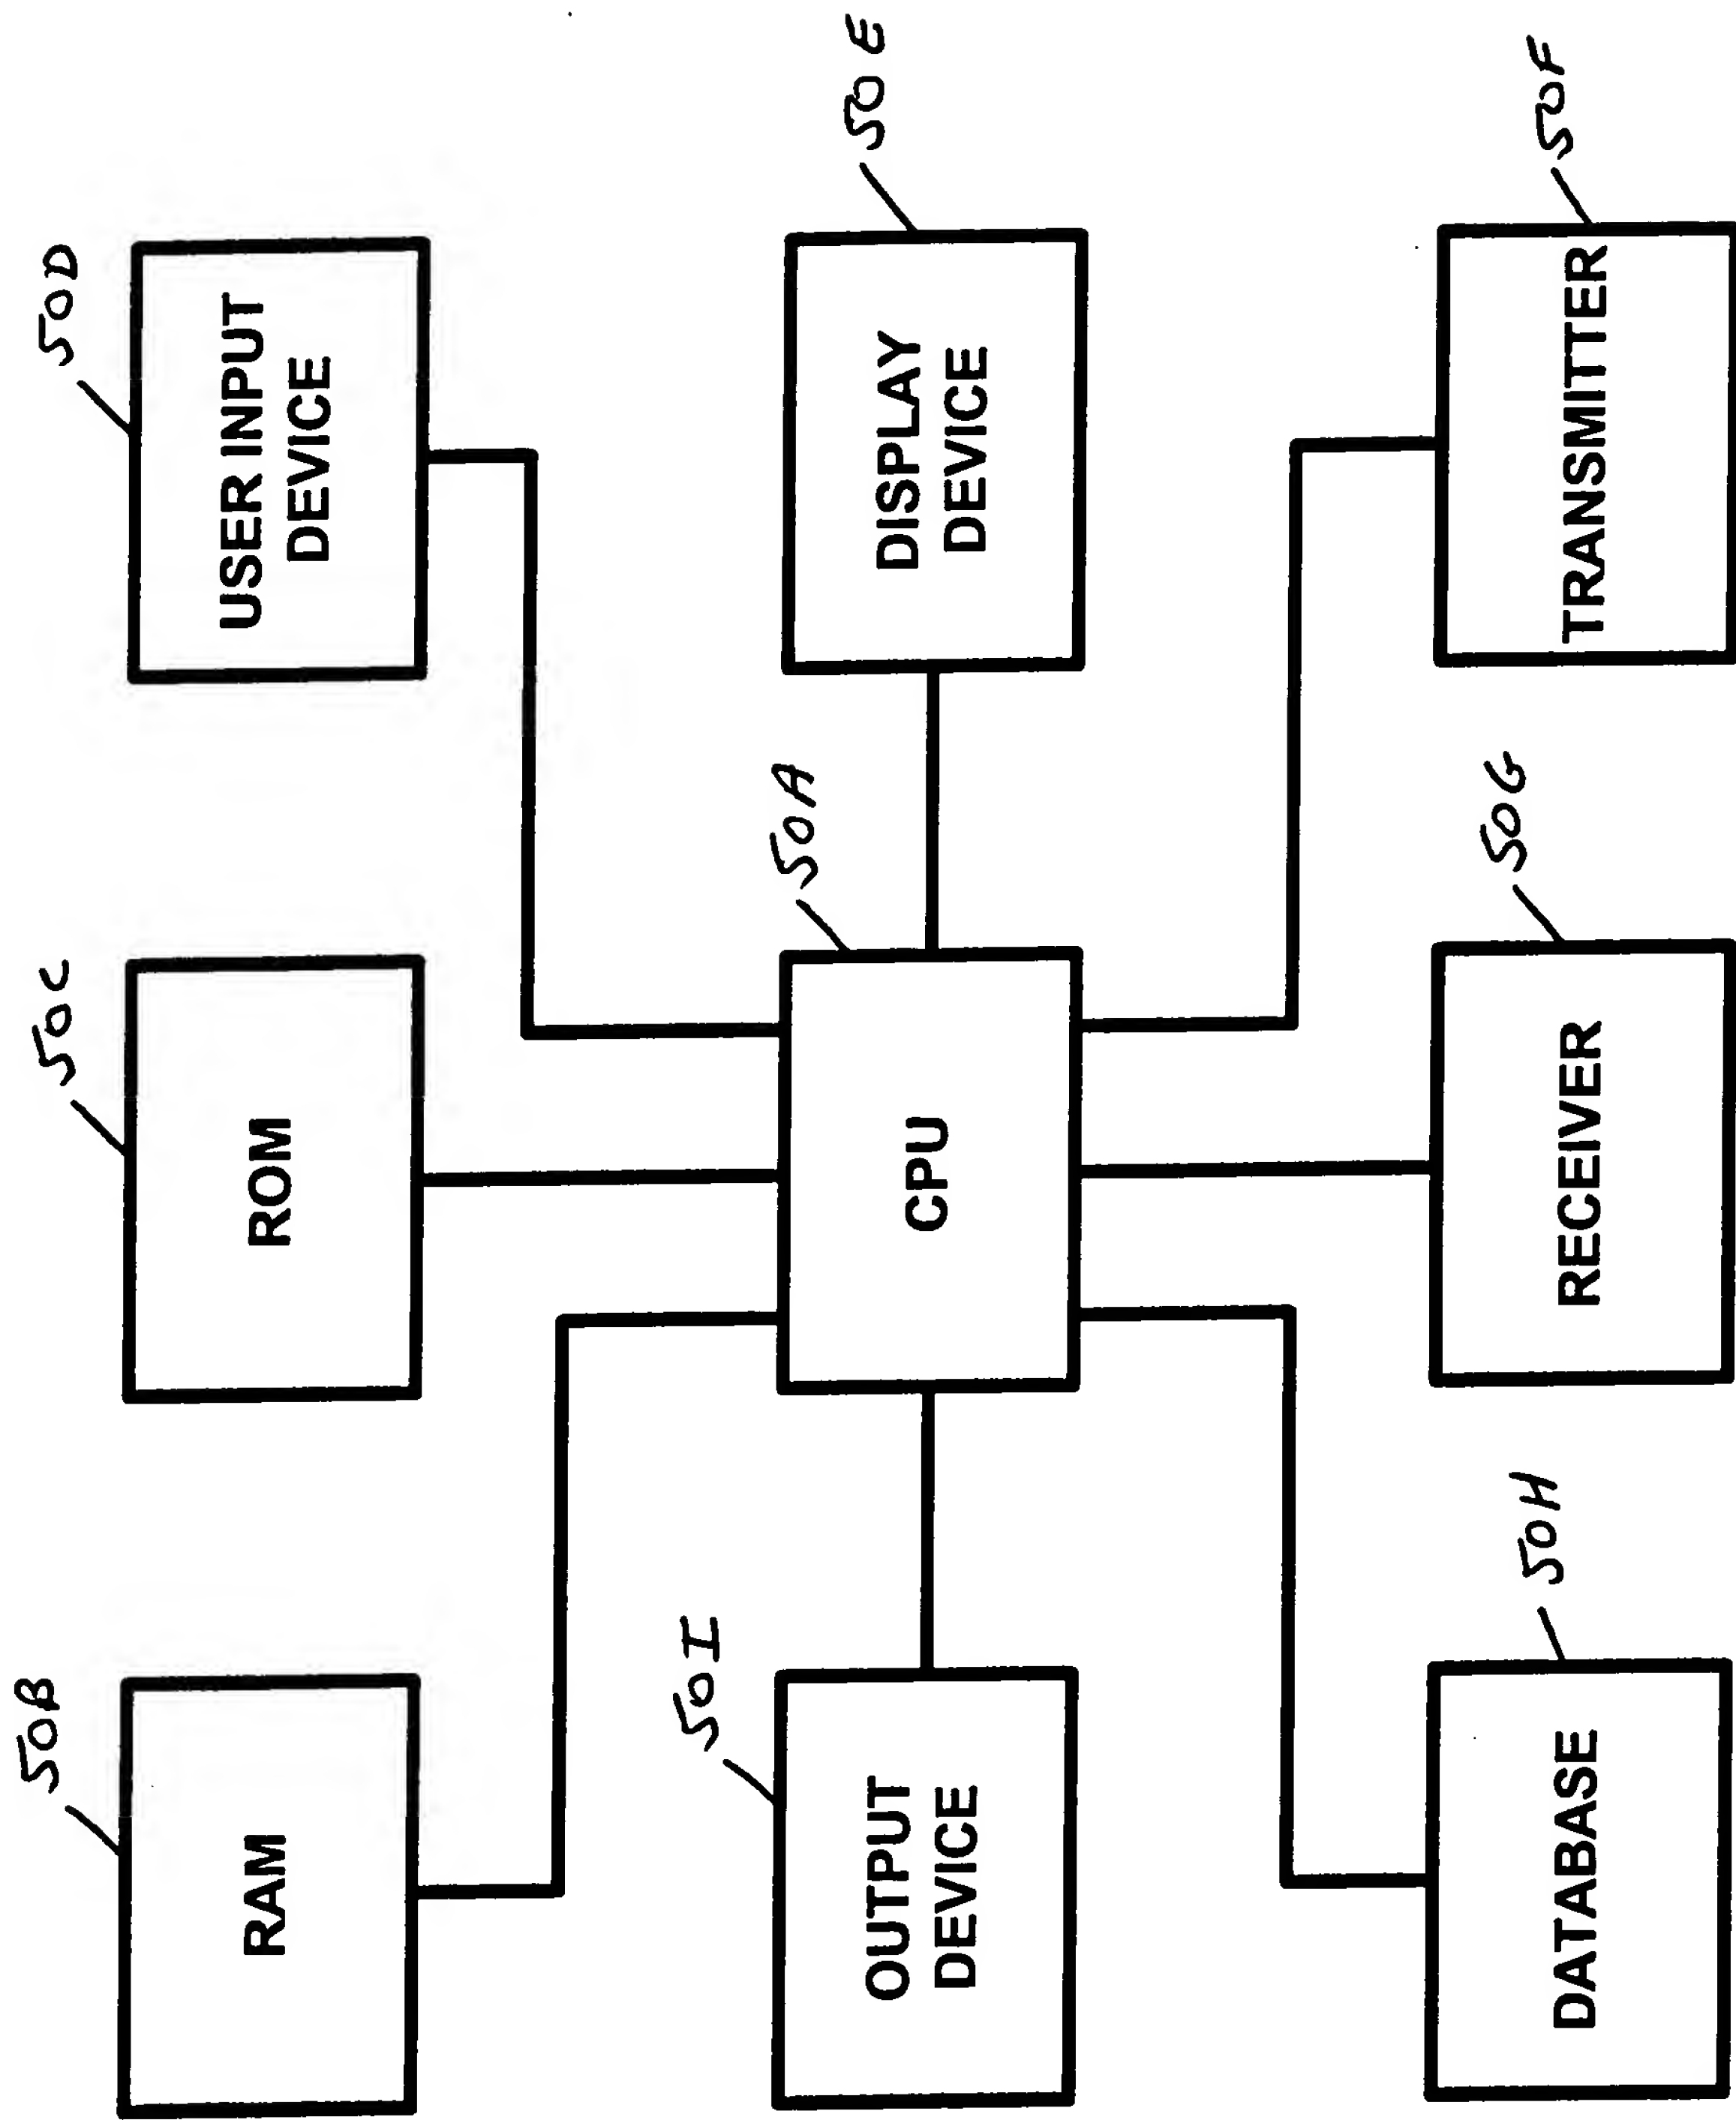 50B
RAM
50C
ROM
50D
USER INPUT
DEVICE
50I
OUTPUT
DEVICE
50A
CPU
50E
DISPLAY
DEVICE
50H
DATABASE
50G
RECEIVER
50F
TRANSMITTER